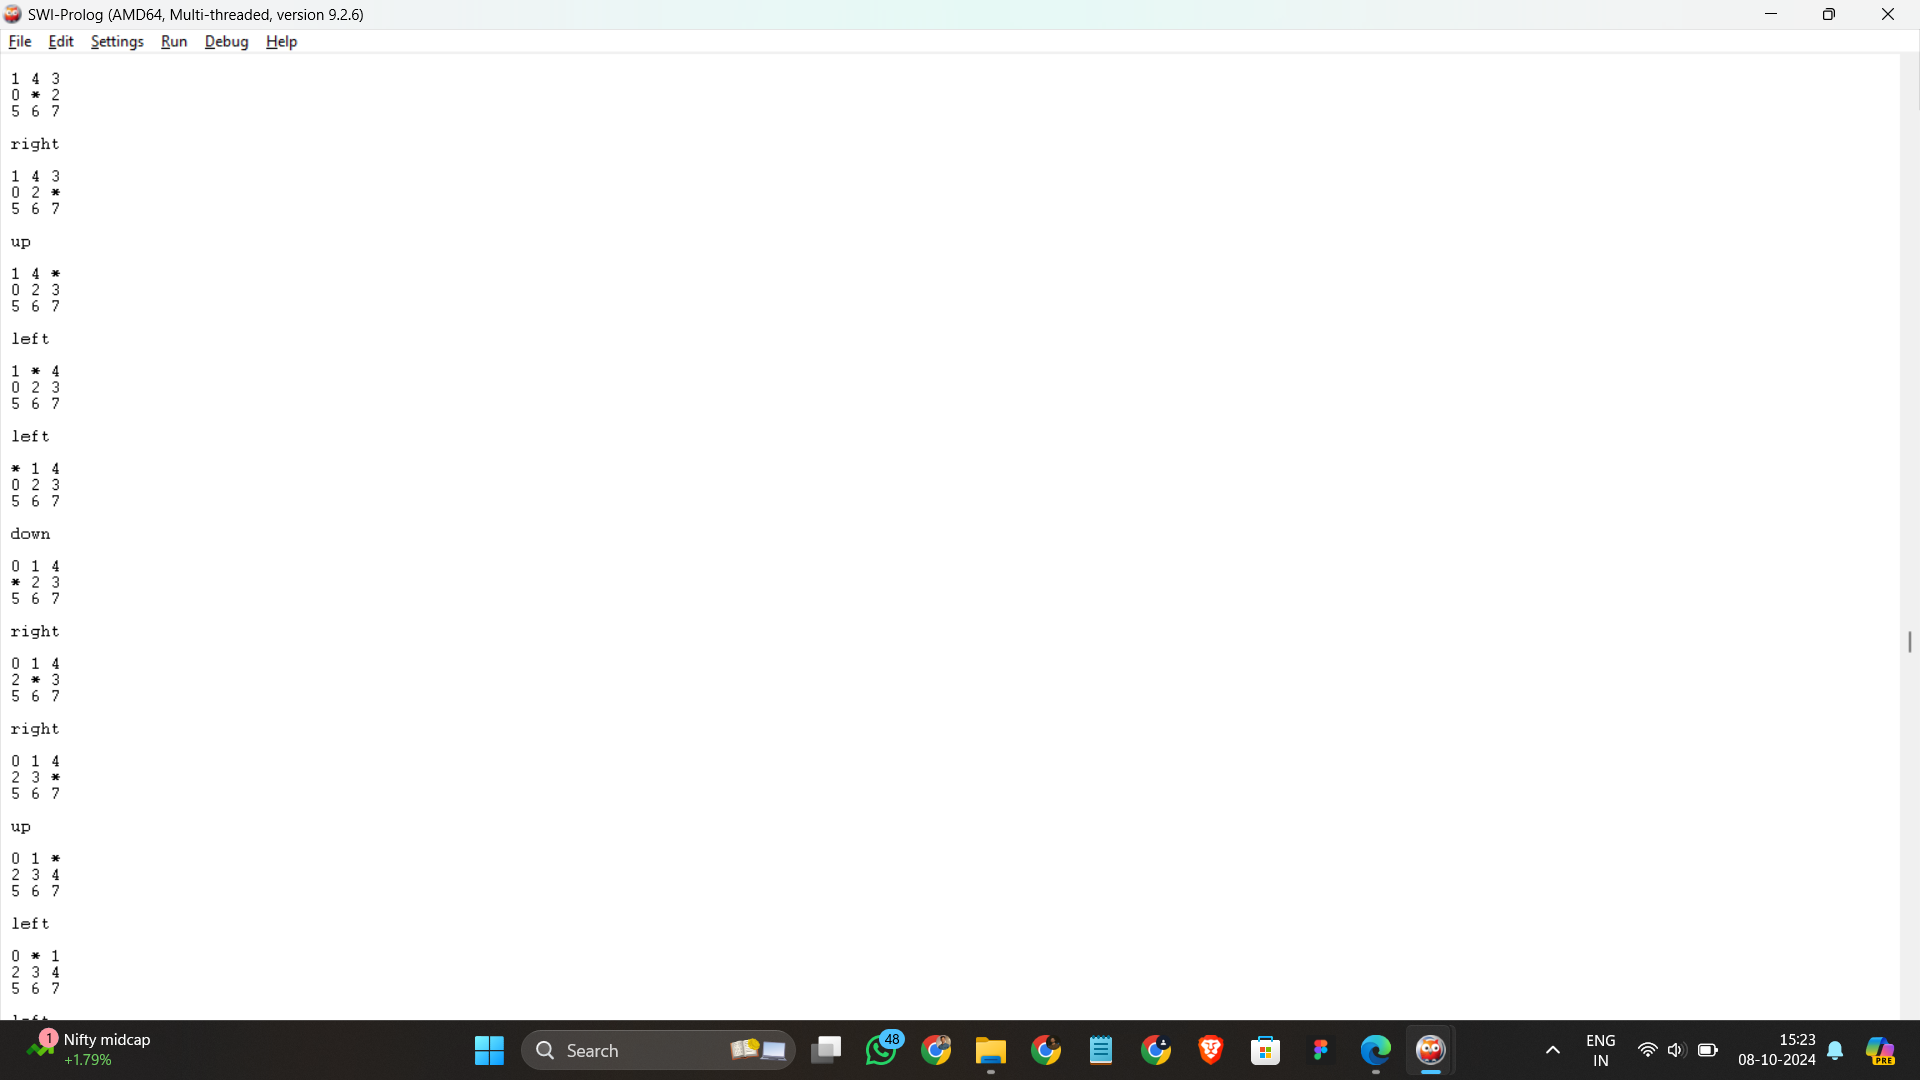 SWI-Prolog (AMD64, Multi-threaded, version 9.2.6)
File Edit Settings Run Debug Help
1 4 3
0 * 2
5 6 7
right
1 4 3
0 2 *
5 6 7
up
1 4 *
0 2 3
5 6 7
left
1 * 4
0 2 3
5 6 7
left
* 1 4
0 2 3
5 6 7
down
0 1 4
* 2 3
5 6 7
right
0 1 4
2 * 3
5 6 7
right
0 1 4
2 3 *
5 6 7
up
0 1 *
2 3 4
5 6 7
left
0 * 1
2 3 4
5 6 7
left
1
Nifty midcap
+1.79%
Search
48
ENG
IN
15:23
08-10-2024
PRE